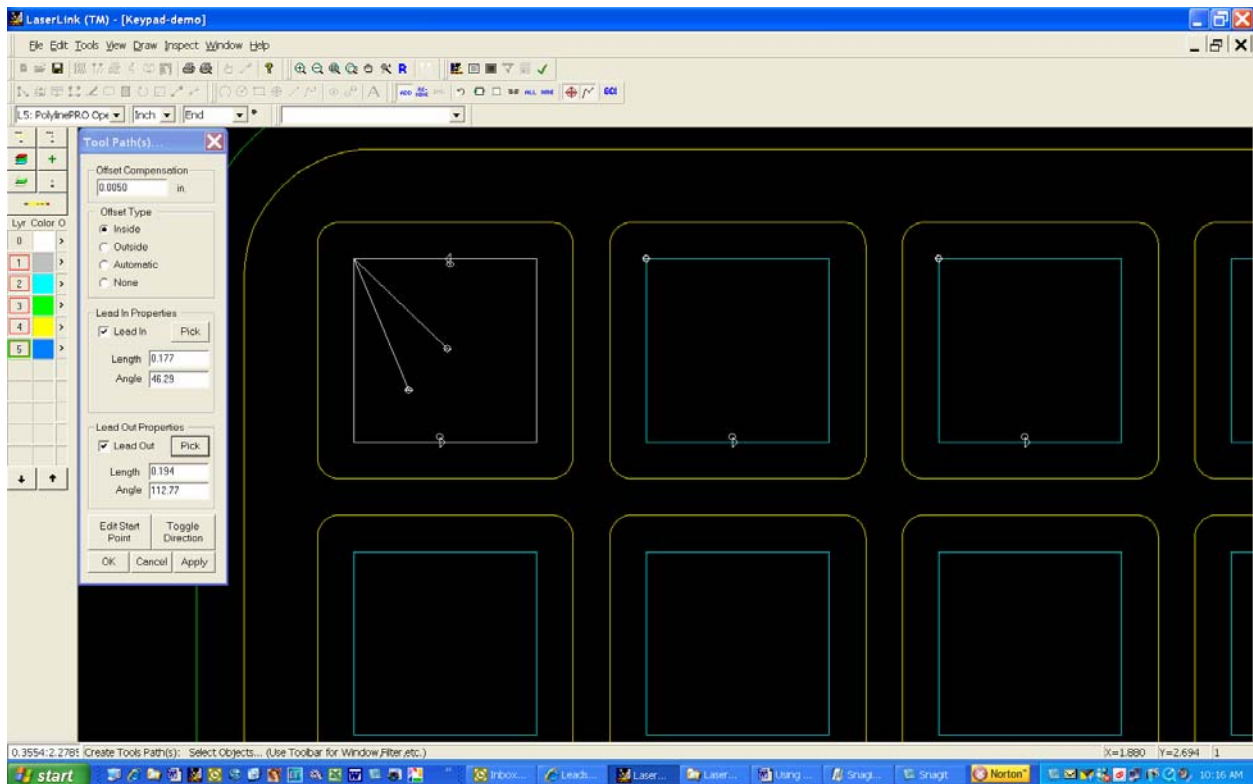 LaserLink (TM) - [Keypad-demo]
File Edit Tools View Draw Inspect Window Help
R
A ADD ALL GCI
L5: PolylinePRO Ope Inch End
Tool Path(s)...
Offset Compensation
0.0050 in.
Offset Type
Inside
Outside
Automatic
None
Lead In Properties
Lead In Pick
Length 0.177
Angle 46.29
Lead Out Properties
Lead Out Pick
Length 0.194
Angle 112.77
Edit Start Point Toggle Direction
OK Cancel Apply
Lyr Color O
0
1
2
3
4
5
0.3554:2.2785 Create Tools Path(s): Select Objects... (Use Toolbar for Window,Filter,etc.) X=1.880 Y=2.694 1
start Inbox... Leads... Laser... Laser... Using ... SnagI... SnagIt Norton 10:16 AM